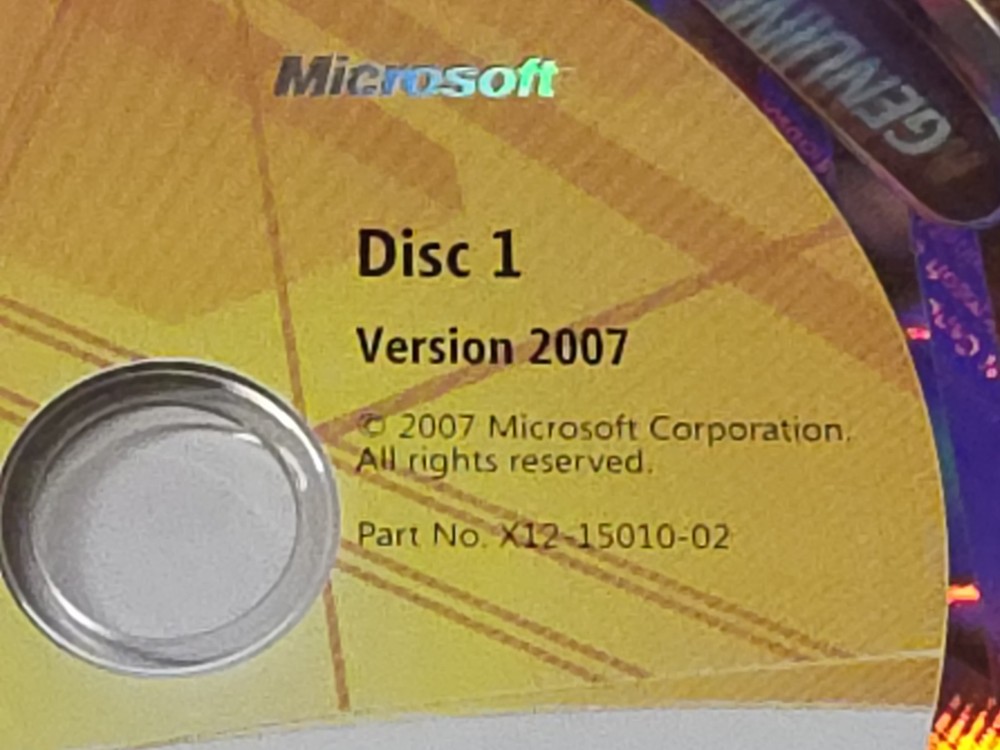 Microsoft
GENUINE
Disc 1
Version 2007
© 2007 Microsoft Corporation.
All rights reserved.
Part No. X12-15010-02